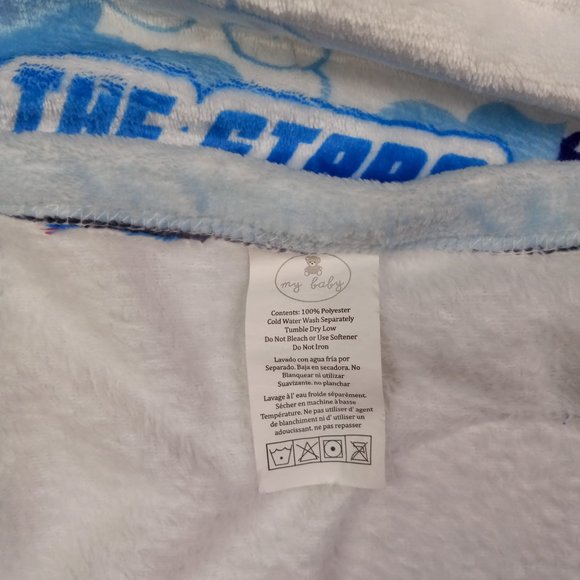 THE STARS
my baby
Contents: 100% Polyester
Cold Water Wash Separately
Tumble Dry Low
Do Not Bleach or Use Softener
Do Not Iron
Lavado con agua fria por
Separado. Baja en secadora. No
Blanquear ni utilizar
Suavizante. no planchar
Lavage à l' eau froide séparément.
Sécher en machine à basse
Température. Ne pas utiliser d' agent
de blanchiment ni d' utiliser un
adoucissant. ne pas repasser